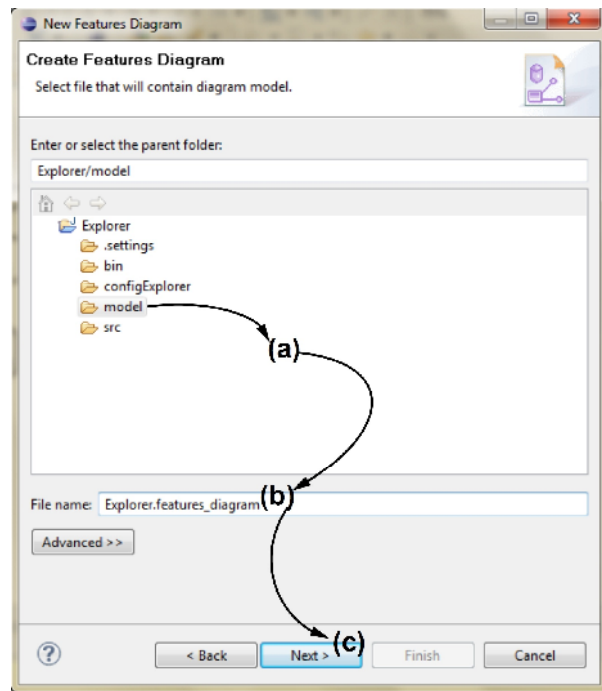 New Features Diagram
Create Features Diagram
Select file that will contain diagram model.
Enter or select the parent folder:
Explorer/model
Explorer
.settings
bin
configExplorer
model
src
(a)
(b)
File name: Explorer.features_diagram
Advanced >>
(c)
? < Back Next > Finish Cancel